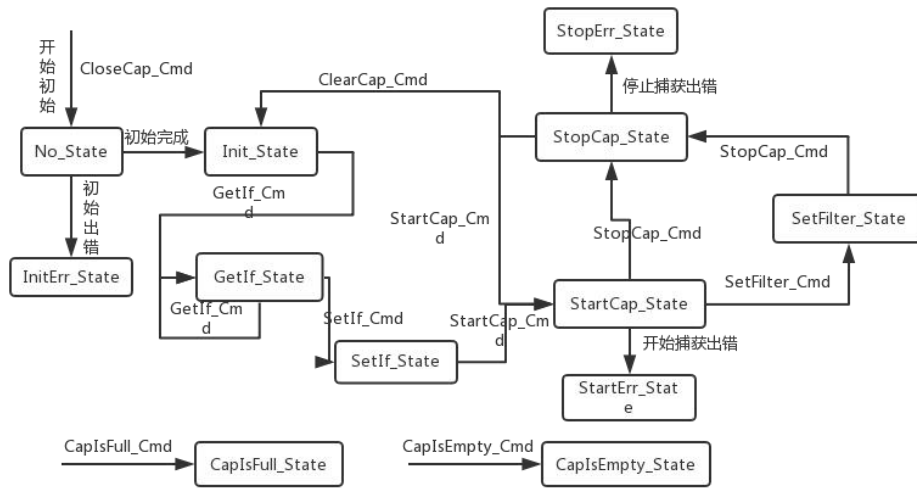 StopErr_State
开始初始
CloseCap_Cmd
ClearCap_Cmd
停止捕获出错
No_State
初始完成
Init_State
StopCap_State
StopCap_Cmd
初始出错
GetIf_Cm
d
StartCap_Cm
d
StopCap_Cmd
SetFilter_State
InitErr_State
GetIf_State
GetIf_Cm
d
SetIf_Cmd
StartCap_Cm
d
StartCap_State
SetFilter_Cmd
SetIf_State
开始捕获出错
StartErr_Stat
e
CapIsFull_Cmd
CapIsFull_State
CapIsEmpty_Cmd
CapIsEmpty_State